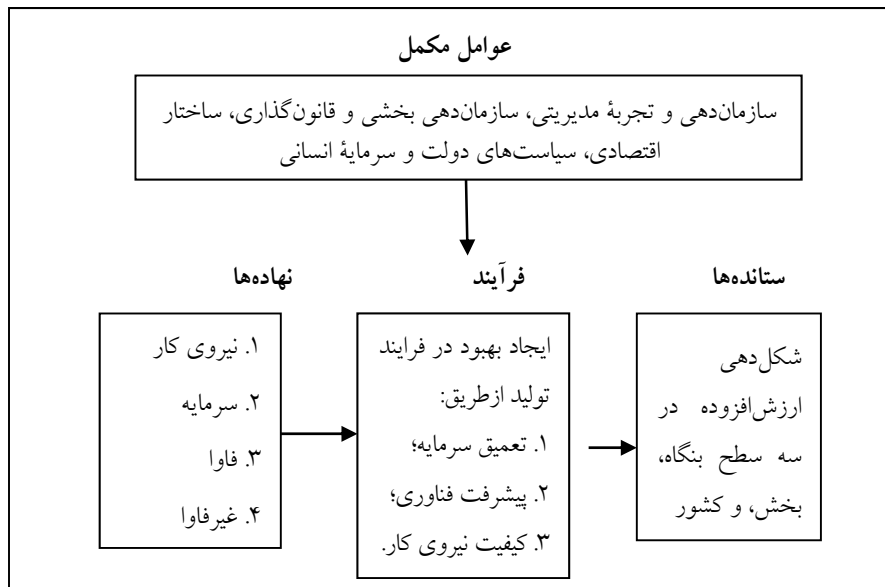 عوامل مکمل
سازمان‌دهی و تجربهٔ مدیریتی، سازمان‌دهی بخشی و قانون‌گذاری، ساختار
اقتصادی، سیاست‌های دولت و سرمایهٔ انسانی
نهاده‌ها
۱. نیروی کار
۲. سرمایه
۳. فاوا
۴. غیرفاوا
فرآیند
ایجاد بهبود در فرایند
تولید ازطریق:
۱. تعمیق سرمایه؛
۲. پیشرفت فناوری؛
۳. کیفیت نیروی کار.
ستانده‌ها
شکل‌دهی
ارزش‌افزوده در
سه سطح بنگاه،
بخش، و کشور